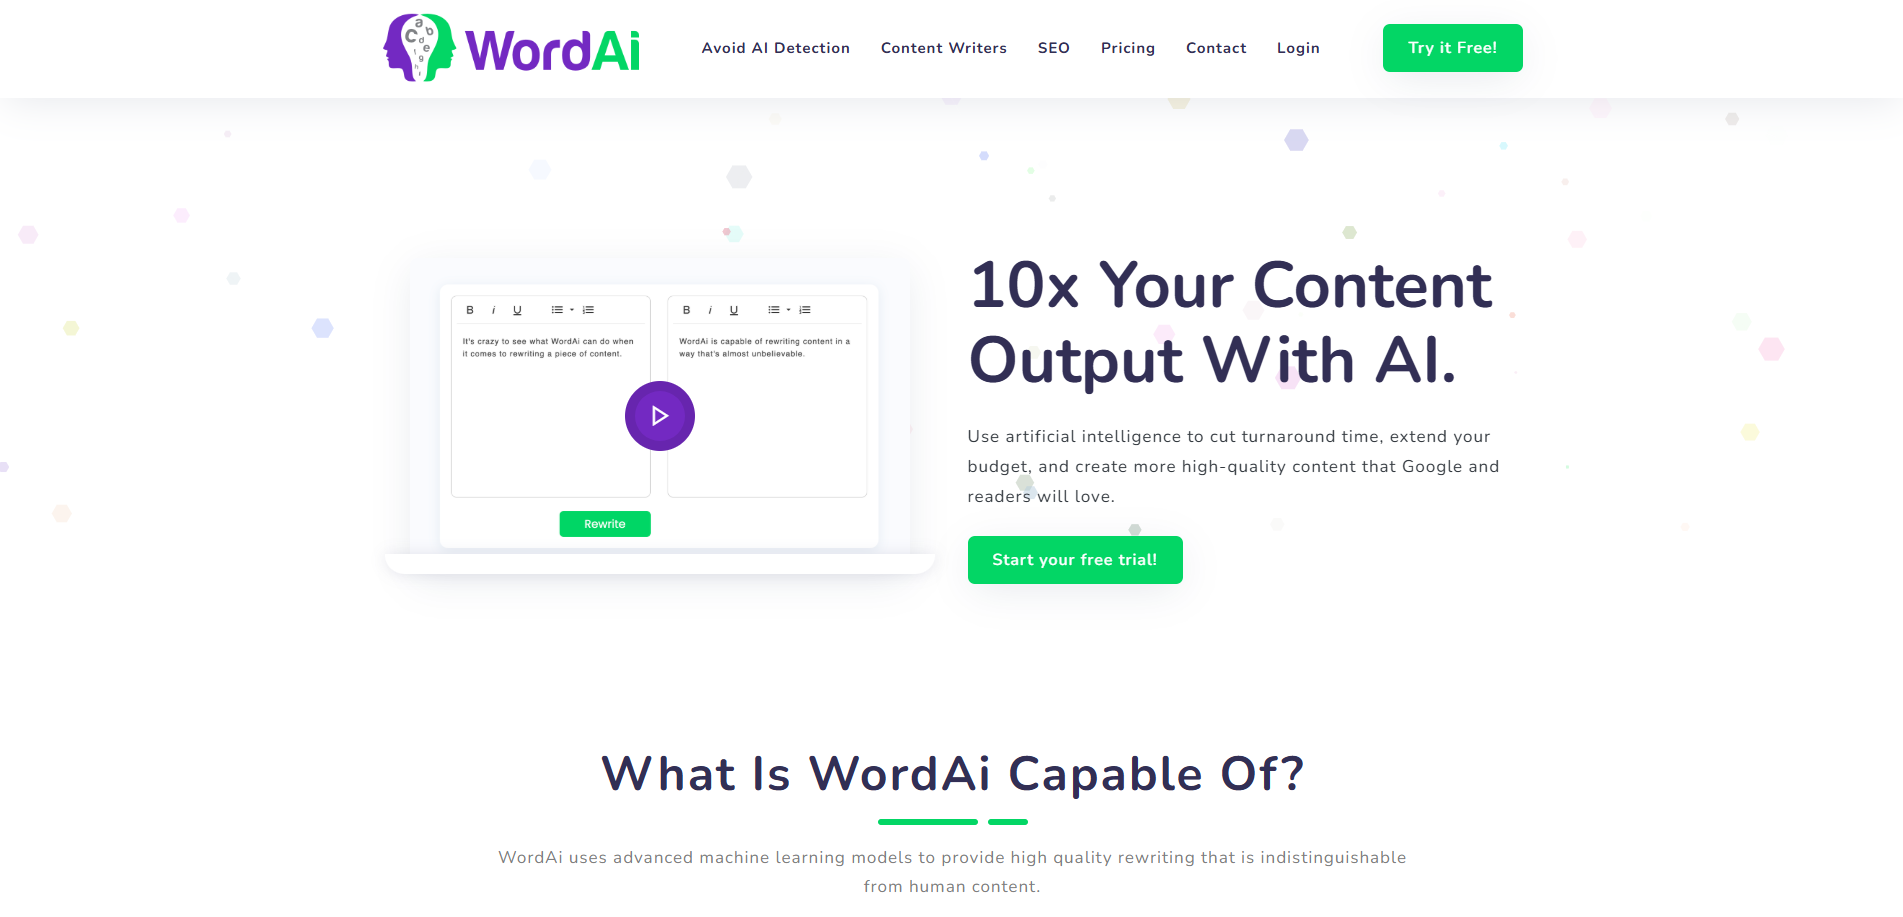 WordAi
Avoid AI Detection
Content Writers
SEO
Pricing
Contact
Login
Try it Free!
B i U
It's crazy to see what WordAi can do when
it comes to rewriting a piece of content.
B i U
WordAi is capable of rewriting content in a
way that's almost unbelievable.
Rewrite
10x Your Content
Output With AI.
Use artificial intelligence to cut turnaround time, extend your
budget, and create more high-quality content that Google and
readers will love.
Start your free trial!
What Is WordAi Capable Of?
WordAi uses advanced machine learning models to provide high quality rewriting that is indistinguishable
from human content.